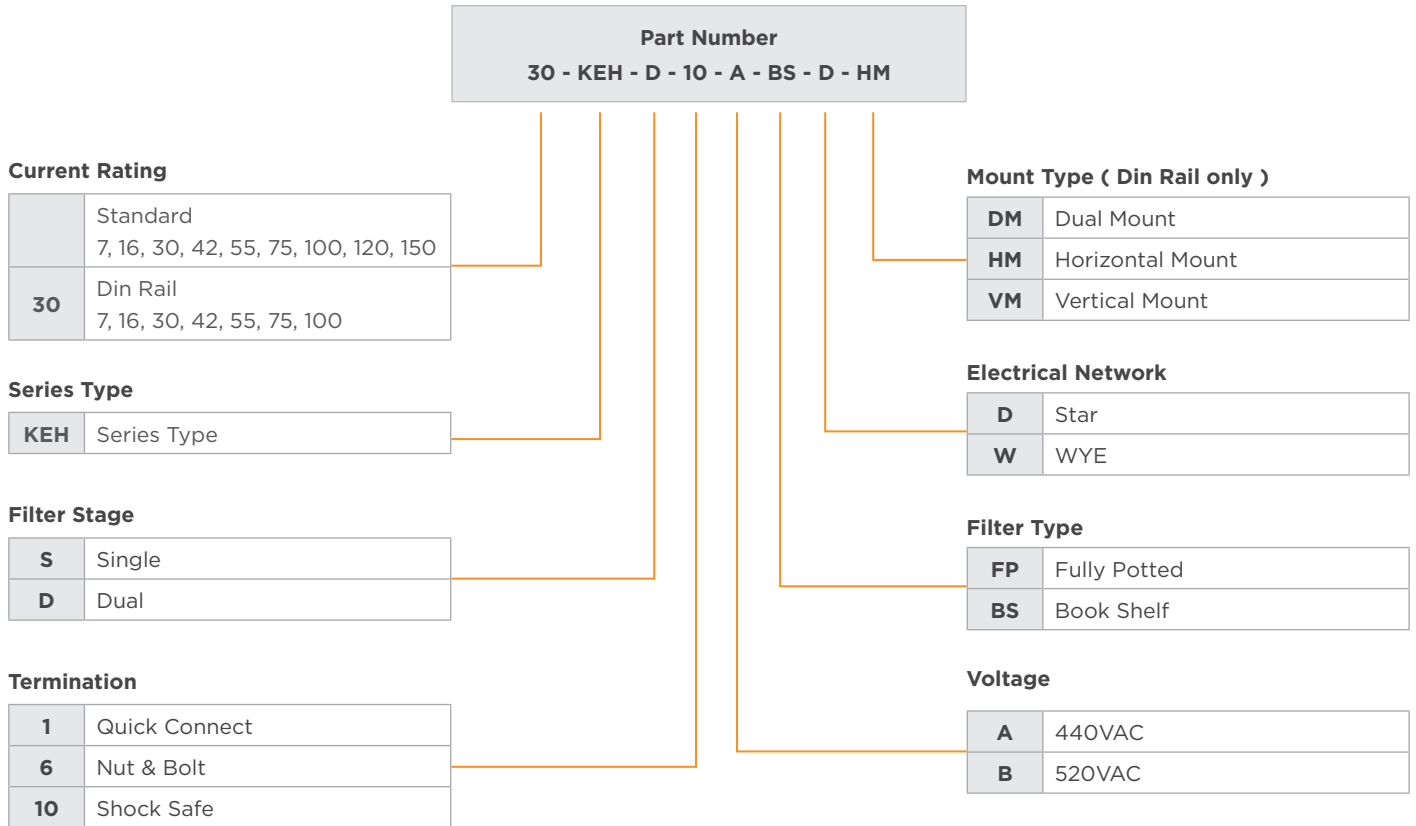 Part Number
30 - KEH - D - 10 - A - BS - D - HM
Current Rating
Standard
7, 16, 30, 42, 55, 75, 100, 120, 150
30 Din Rail
7, 16, 30, 42, 55, 75, 100
Series Type
KEH Series Type
Filter Stage
S Single
D Dual
Termination
1 Quick Connect
6 Nut & Bolt
10 Shock Safe
Mount Type ( Din Rail only )
DM Dual Mount
HM Horizontal Mount
VM Vertical Mount
Electrical Network
D Star
W WYE
Filter Type
FP Fully Potted
BS Book Shelf
Voltage
A 440VAC
B 520VAC